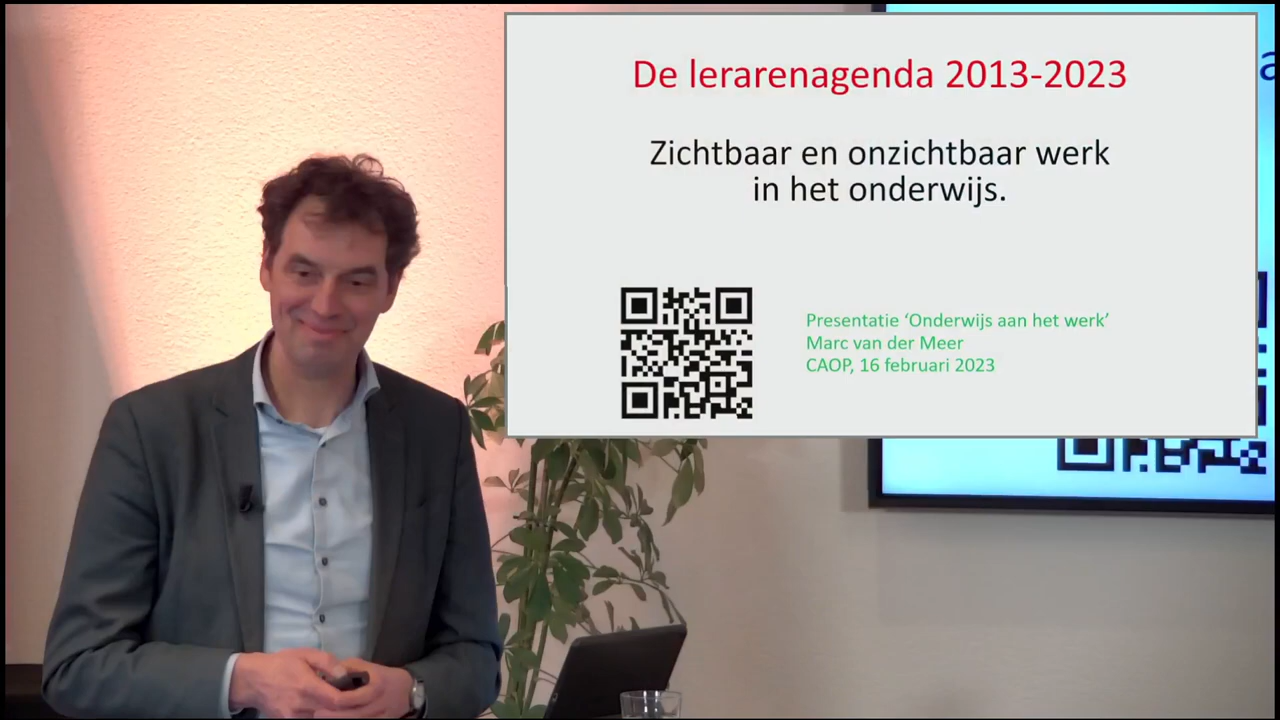 De lerarenagenda 2013-2023
Zichtbaar en onzichtbaar werk
in het onderwijs.
Presentatie ‘Onderwijs aan het werk’
Marc van der Meer
CAOP, 16 februari 2023